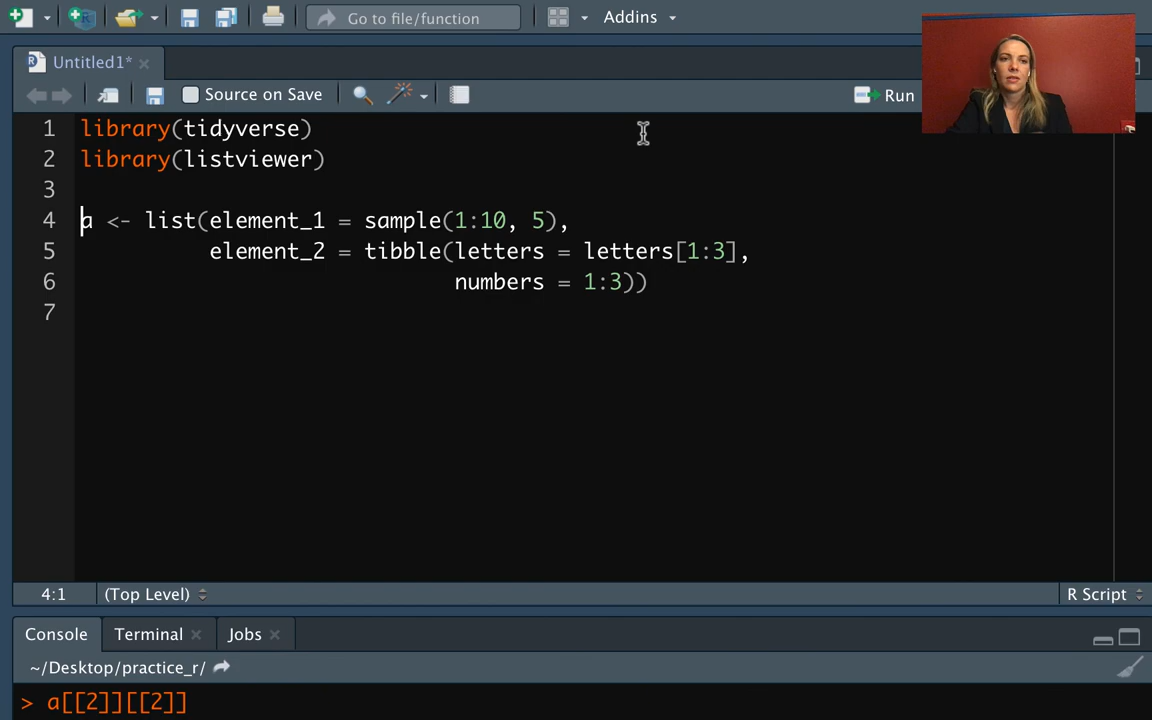 Go to file/function
Addins
Untitled1*
Source on Save
Run
1 library(tidyverse)
2 library(listviewer)
3
4 a <- list(element_1 = sample(1:10, 5),
5 element_2 = tibble(letters = letters[1:3],
6 numbers = 1:3))
7
4:1 (Top Level) R Script
Console Terminal Jobs
~/Desktop/practice_r/
> a[[2]][[2]]